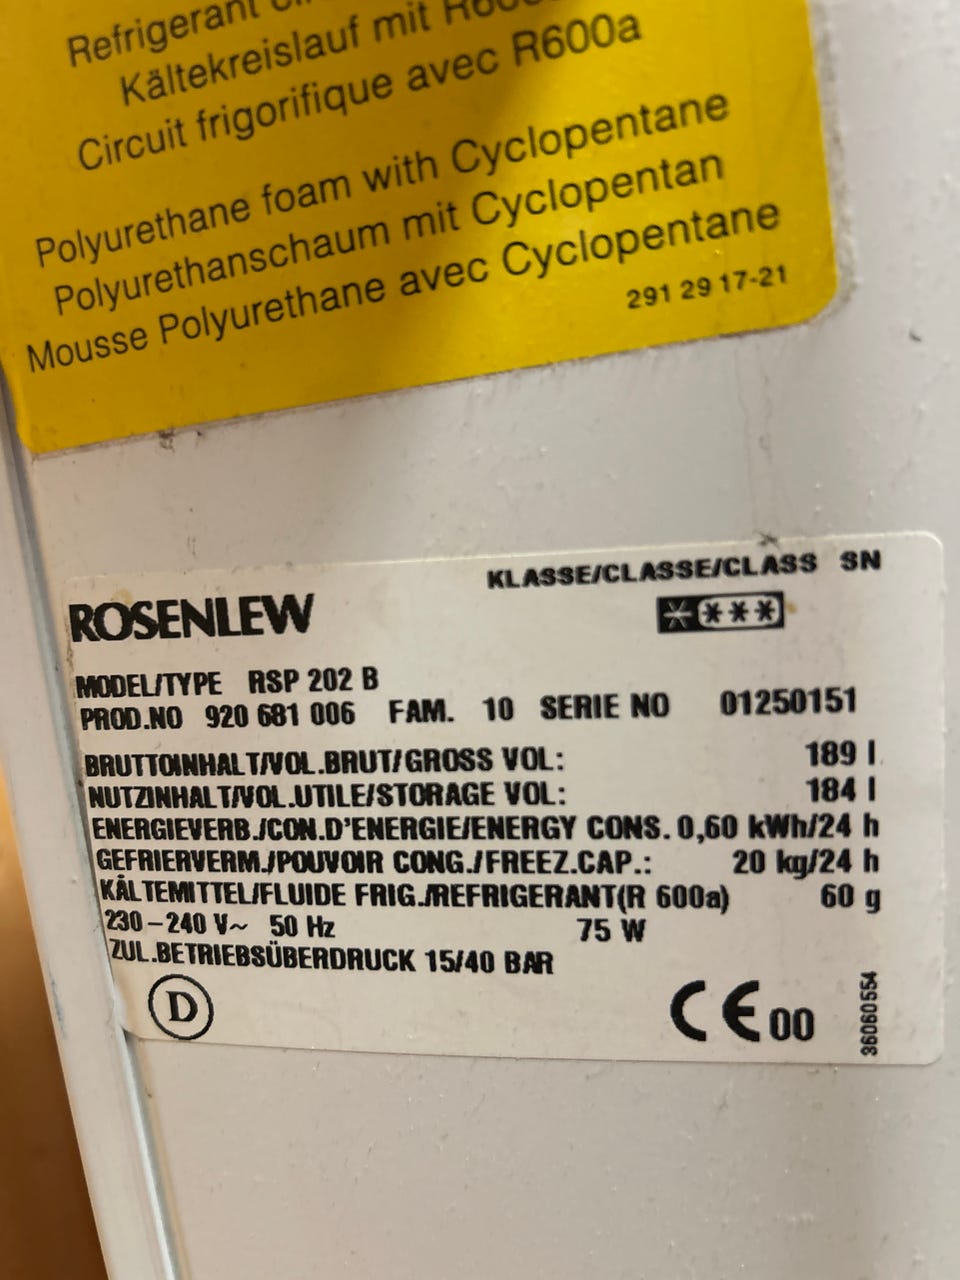 Refrigerant
Kältekreislauf mit R600a
Circuit frigorifique avec R600a
Polyurethane foam with Cyclopentane
Polyurethanschaum mit Cyclopentan
Mousse Polyurethane avec Cyclopentane
291 29 17-21
KLASSE/CLASSE/CLASS SN
ROSENLEW
MODEL/TYPE RSP 202 B
PROD.NO 920 681 006 FAM. 10 SERIE NO 01250151
BRUTTOINHALT/VOL.BRUT/GROSS VOL: 189 l
NUTZINHALT/VOL.UTILE/STORAGE VOL: 184 l
ENERGIEVERB./CON.D'ENERGIE/ENERGY CONS. 0,60 kWh/24 h
GEFRIERVERM./POUVOIR CONG./FREEZ.CAP.: 20 kg/24 h
KÄLTEMITTEL/FLUIDE FRIG./REFRIGERANT(R 600a) 60 g
230-240 V~ 50 Hz 75 W
ZUL.BETRIEBSÜBERDRUCK 15/40 BAR
D CE 00
36060554